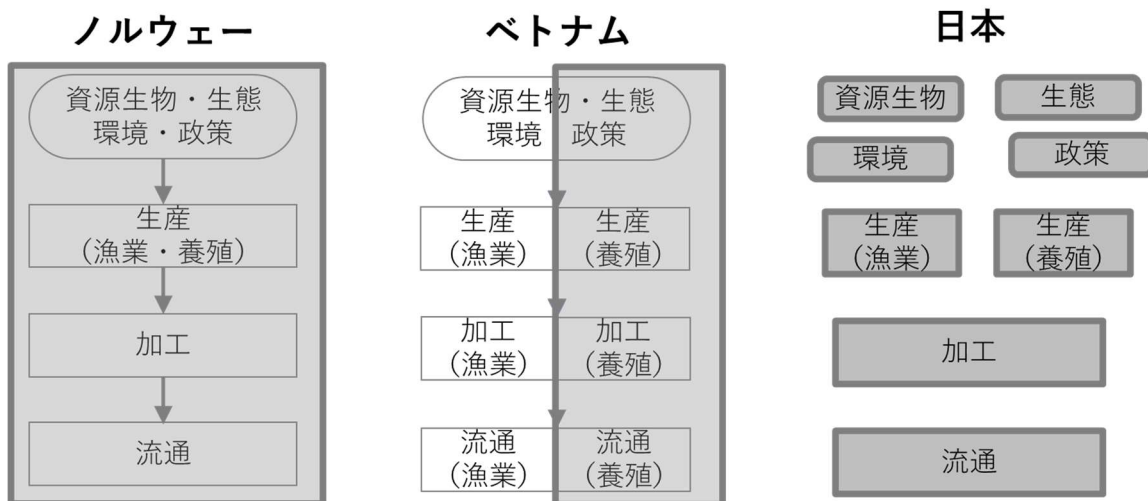 ノルウェー
資源生物・生態
環境・政策
生産
(漁業・養殖)
加工
流通
ベトナム
資源生物・生態
環境 政策
生産
(漁業)
生産
(養殖)
加工
(漁業)
加工
(養殖)
流通
(漁業)
流通
(養殖)
日本
資源生物
生態
環境
政策
生産
(漁業)
生産
(養殖)
加工
流通